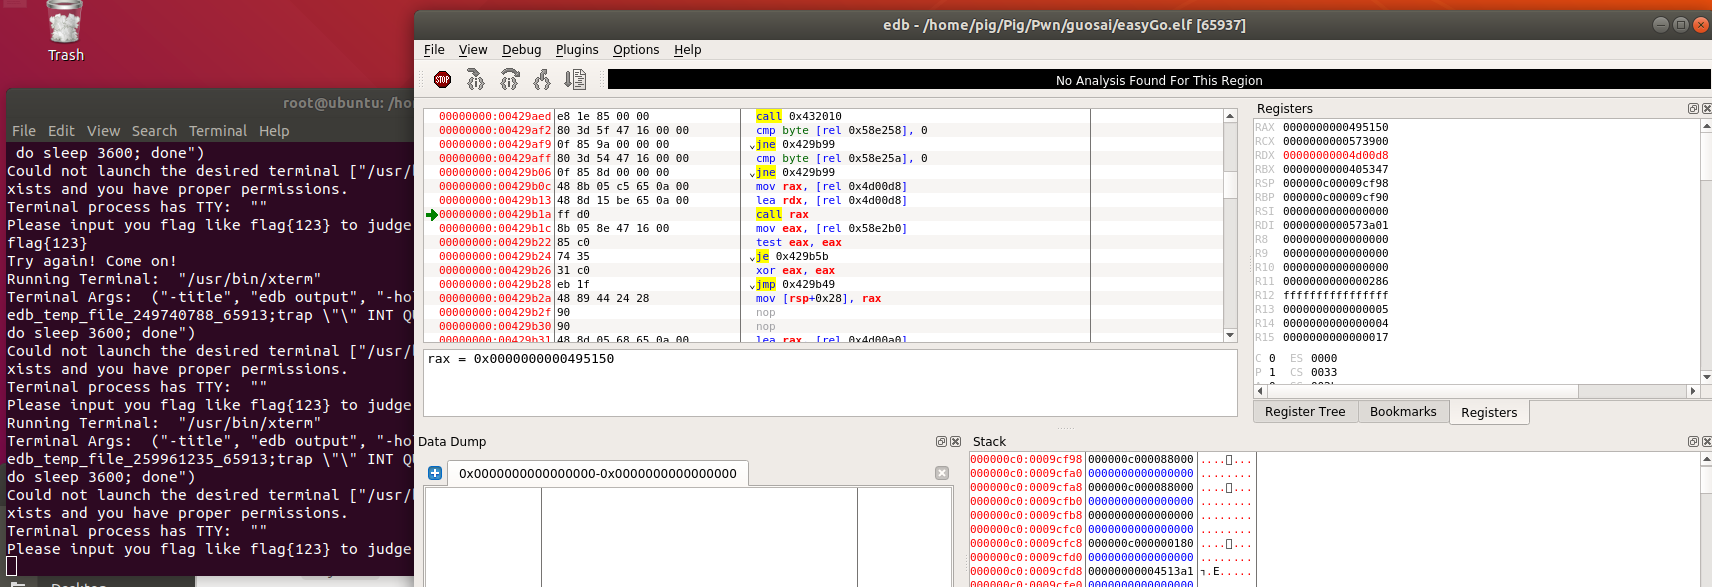 Trash
edb - /home/pig/Pig/Pwn/guosai/easyGo.elf [65937]
File View Debug Plugins Options Help
STOP
No Analysis Found For This Region
root@ubuntu: /ho
File Edit View Search Terminal Help
do sleep 3600; done")
Could not launch the desired terminal ["/usr/
xists and you have proper permissions.
Terminal process has TTY:  ""
Please input you flag like flag{123} to judge
flag{123}
Try again! Come on!
Running Terminal:  "/usr/bin/xterm"
Terminal Args:  ("-title", "edb output", "-ho
edb_temp_file_249740788_65913;trap \"\" INT QU
do sleep 3600; done")
Could not launch the desired terminal ["/usr/
xists and you have proper permissions.
Terminal process has TTY:  ""
Please input you flag like flag{123} to judge
Running Terminal:  "/usr/bin/xterm"
Terminal Args:  ("-title", "edb output", "-ho
edb_temp_file_259961235_65913;trap \"\" INT QU
do sleep 3600; done")
Could not launch the desired terminal ["/usr/
xists and you have proper permissions.
Terminal process has TTY:  ""
Please input you flag like flag{123} to judge
Desktop
00000000:00429aed e8 1e 85 00 00 call 0x432010
00000000:00429af2 80 3d 5f 47 16 00 00 cmp byte [rel 0x58e258], 0
00000000:00429af9 0f 85 9a 00 00 00 jne 0x429b99
00000000:00429aff 80 3d 54 47 16 00 00 cmp byte [rel 0x58e25a], 0
00000000:00429b06 0f 85 8d 00 00 00 jne 0x429b99
00000000:00429b0c 48 8b 05 c5 65 0a 00 mov rax, [rel 0x4d00d8]
00000000:00429b13 48 8d 15 be 65 0a 00 lea rdx, [rel 0x4d00d8]
00000000:00429b1a ff d0 call rax
00000000:00429b1c 8b 05 8e 47 16 00 mov eax, [rel 0x58e2b0]
00000000:00429b22 85 c0 test eax, eax
00000000:00429b24 74 35 je 0x429b5b
00000000:00429b26 31 c0 xor eax, eax
00000000:00429b28 eb 1f jmp 0x429b49
00000000:00429b2a 48 89 44 24 28 mov [rsp+0x28], rax
00000000:00429b2f 90 nop
00000000:00429b30 90 nop
00000000:00429b31 48 8d 05 68 65 0a 00 lea rax, [rel 0x4d00a0]
rax = 0x0000000000495150
Registers
RAX 0000000000495150
RCX 0000000000573900
RDX 00000000004d00d8
RBX 0000000000405347
RSP 000000c00009cf98
RBP 000000c00009cf90
RSI 0000000000000000
RDI 0000000000573a01
R8 0000000000000000
R9 0000000000000000
R10 0000000000000000
R11 0000000000000286
R12 ffffffffffffffff
R13 0000000000000005
R14 0000000000000004
R15 0000000000000017
C 0 ES 0000
P 1 CS 0033
Register Tree Bookmarks Registers
Data Dump
0x0000000000000000-0x0000000000000000
Stack
000000c0:0009cf98 000000c000088000 ....▯...
000000c0:0009cfa0 0000000000000000 ........
000000c0:0009cfa8 000000c000088000 ....▯...
000000c0:0009cfb0 0000000000000000 ........
000000c0:0009cfb8 0000000000000000 ........
000000c0:0009cfc0 0000000000000000 ........
000000c0:0009cfc8 000000c000000180 ....▯...
000000c0:0009cfd0 0000000000000000 ........
000000c0:0009cfd8 00000000004513a1 ┐.E.....
000000c0:0009cfe0 0000000000000000 ........